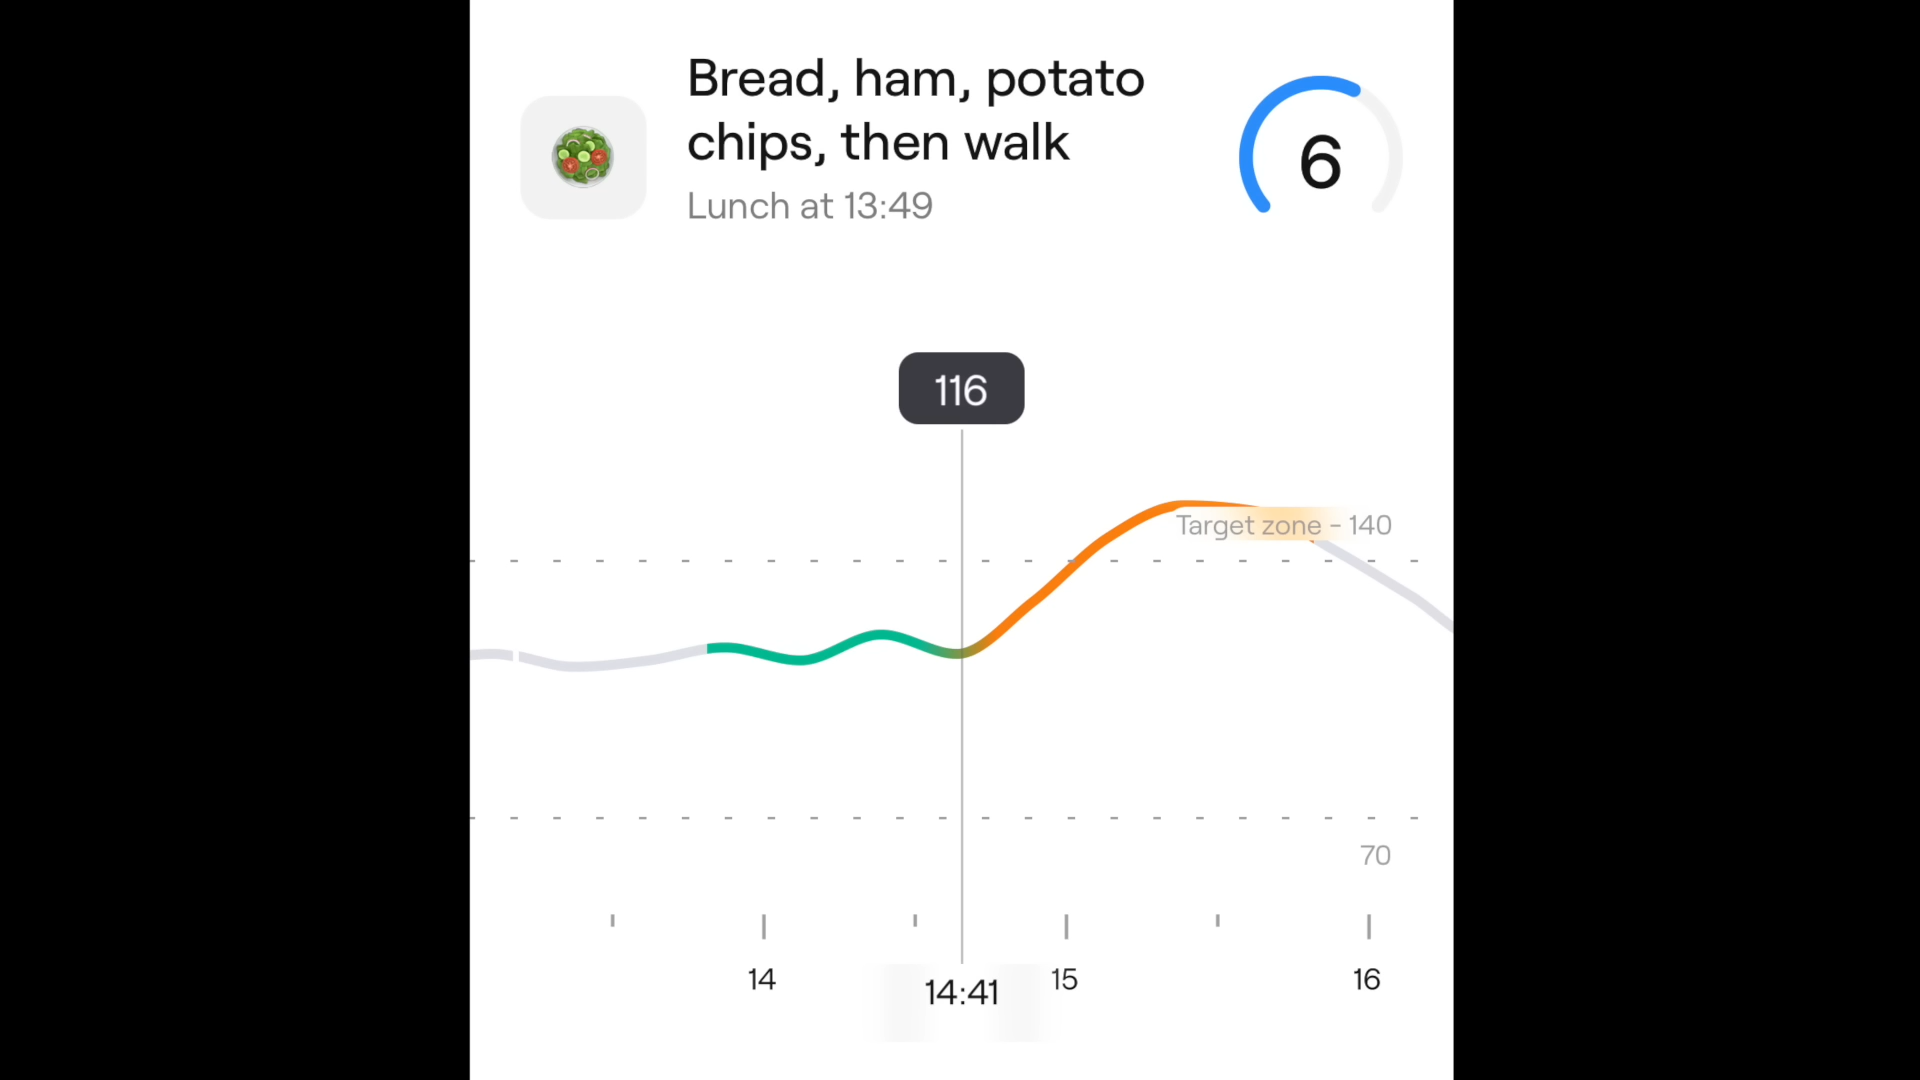 Bread, ham, potato
chips, then walk
Lunch at 13:49
6
116
Target zone - 140
70
14
14:41
15
16